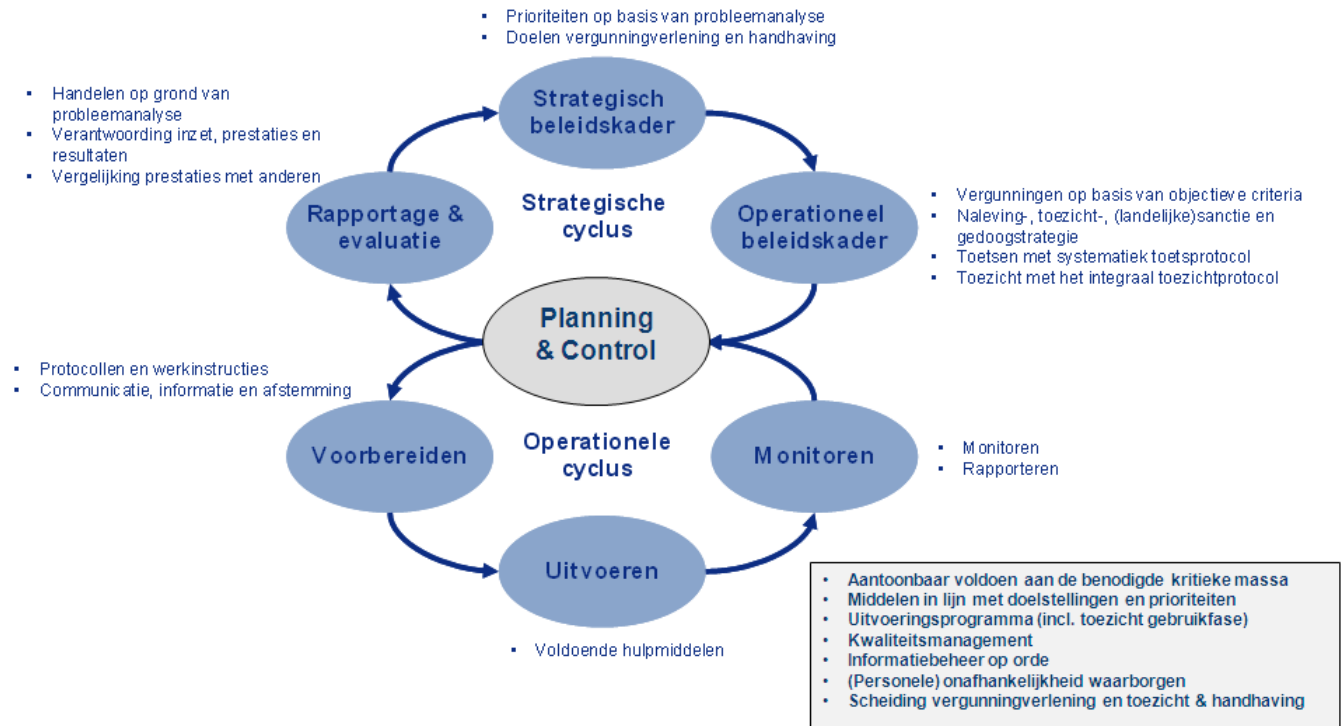 ▪ Prioriteiten op basis van probleemanalyse
▪ Doelen vergunningverlening en handhaving
▪ Handelen op grond van
probleemanalyse
▪ Verantwoording inzet, prestaties en
resultaten
▪ Vergelijking prestaties met anderen
Strategisch
beleidskader
Rapportage &
evaluatie
Strategische
cyclus
Operationeel
beleidskader
▪ Vergunningen op basis van objectieve criteria
▪ Naleving-, toezicht-, (landelijke)sanctie en
gedoogstrategie
▪ Toetsen met systematiek toetsprotocol
▪ Toezicht met het integraal toezichtprotocol
Planning
& Control
▪ Protocollen en werkinstructies
▪ Communicatie, informatie en afstemming
Voorbereiden
Operationele
cyclus
Monitoren
▪ Monitoren
▪ Rapporteren
Uitvoeren
▪ Voldoende hulpmiddelen
• Aantoonbaar voldoen aan de benodigde kritieke massa
• Middelen in lijn met doelstellingen en prioriteiten
• Uitvoeringsprogramma (incl. toezicht gebruikfase)
• Kwaliteitsmanagement
• Informatiebeheer op orde
• (Personele) onafhankelijkheid waarborgen
• Scheiding vergunningverlening en toezicht & handhaving